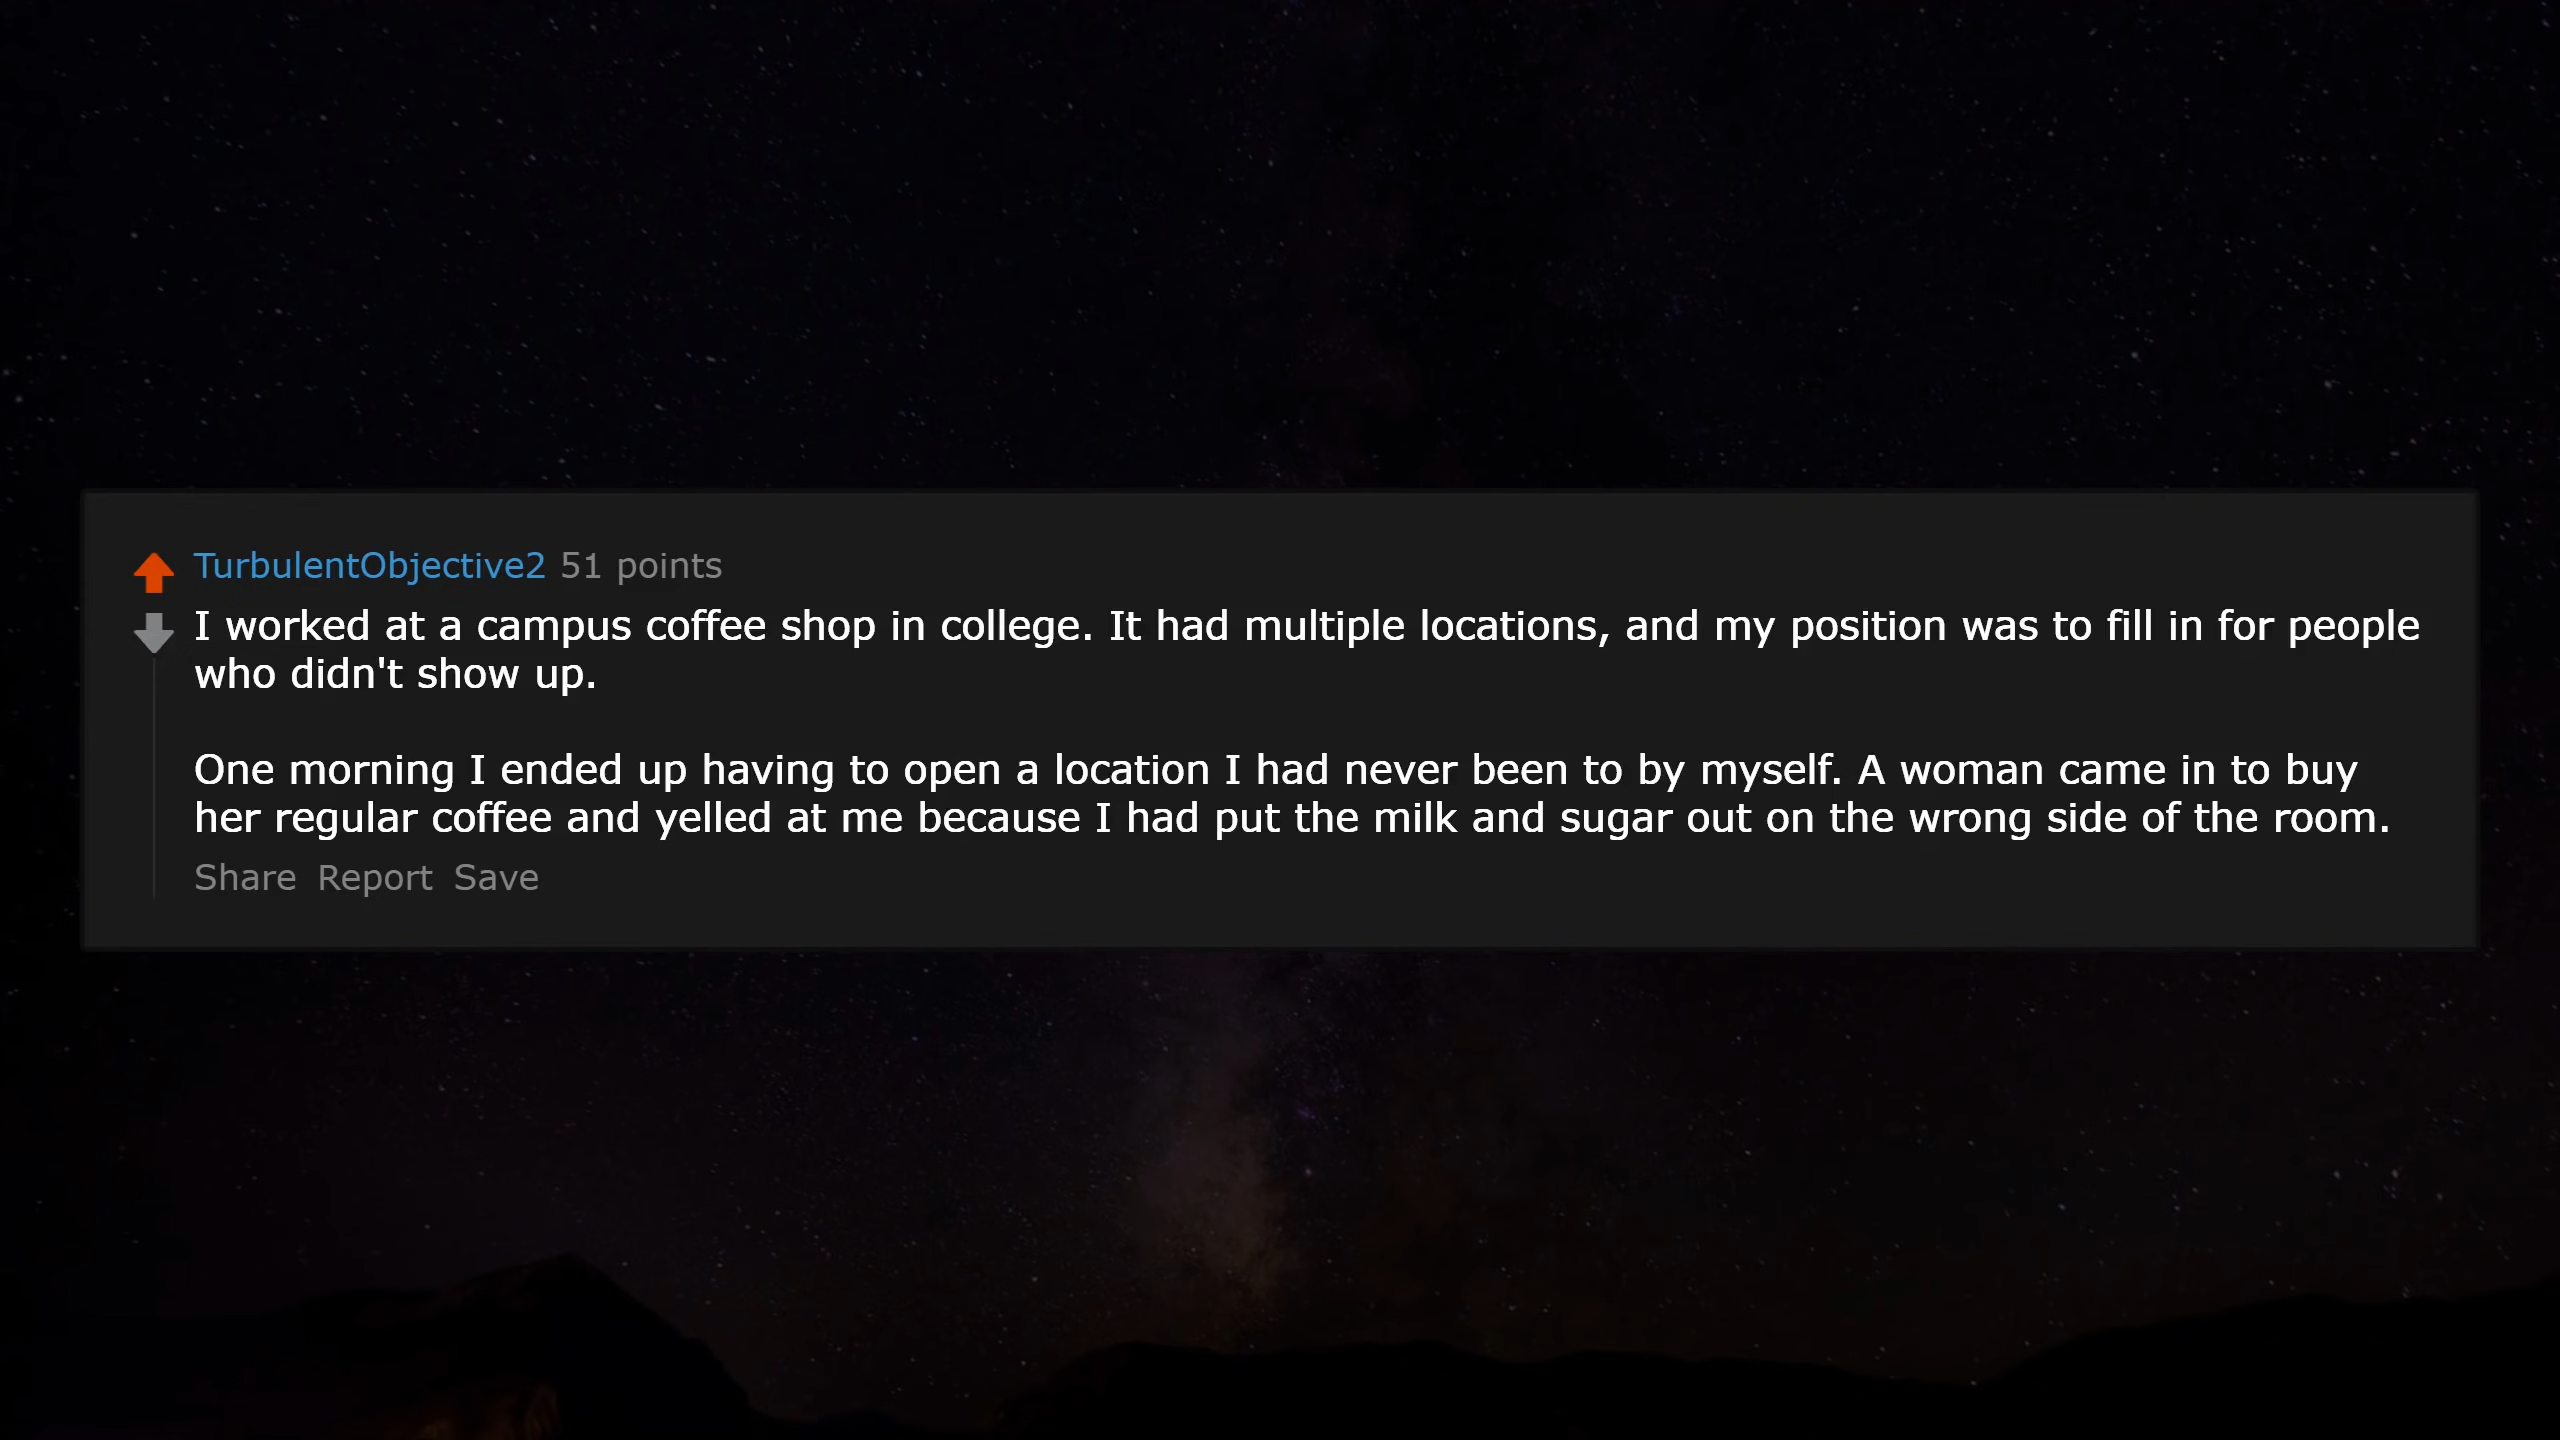 TurbulentObjective2 51 points
I worked at a campus coffee shop in college. It had multiple locations, and my position was to fill in for people
who didn't show up.
One morning I ended up having to open a location I had never been to by myself. A woman came in to buy
her regular coffee and yelled at me because I had put the milk and sugar out on the wrong side of the room.
Share Report Save